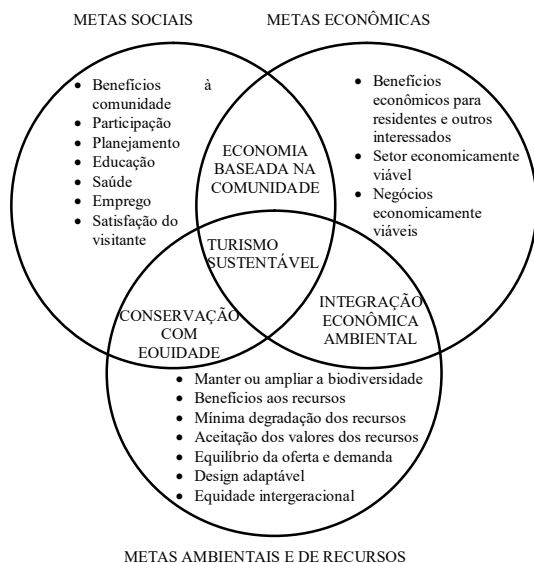 METAS SOCIAIS
METAS ECONÔMICAS
• Benefícios à
comunidade
• Participação
• Planejamento
• Educação
• Saúde
• Emprego
• Satisfação do
visitante
ECONOMIA
BASEADA NA
COMUNIDADE
• Benefícios
econômicos para
residentes e outros
interessados
• Setor economicamente
viável
• Negócios
economicamente
viáveis
TURISMO
SUSTENTÁVEL
CONSERVAÇÃO
COM
EQUIDADE
INTEGRAÇÃO
ECONÔMICA
AMBIENTAL
• Manter ou ampliar a biodiversidade
• Benefícios aos recursos
• Mínima degradação dos recursos
• Aceitação dos valores dos recursos
• Equilíbrio da oferta e demanda
• Design adaptável
• Equidade intergeracional
METAS AMBIENTAIS E DE RECURSOS